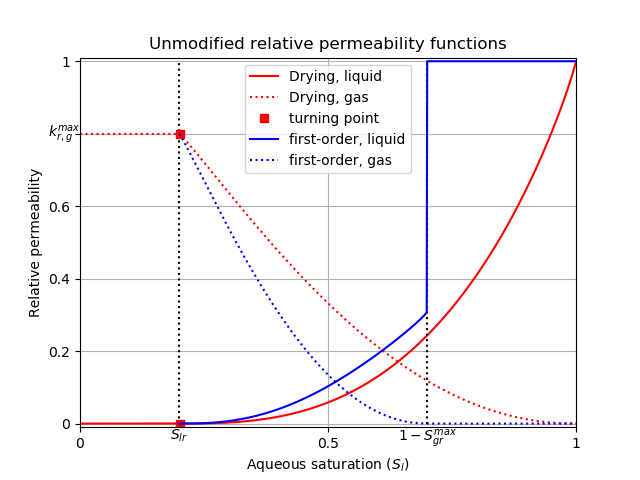 Unmodified relative permeability functions
Relative permeability
1
$k_{r,g}^{max}$
0.6
0.4
0.2
0
Drying, liquid
Drying, gas
turning point
first-order, liquid
first-order, gas
0
$S_{lr}$
0.5
$1-S_{gr}^{max}$
1
Aqueous saturation ($S_l$)